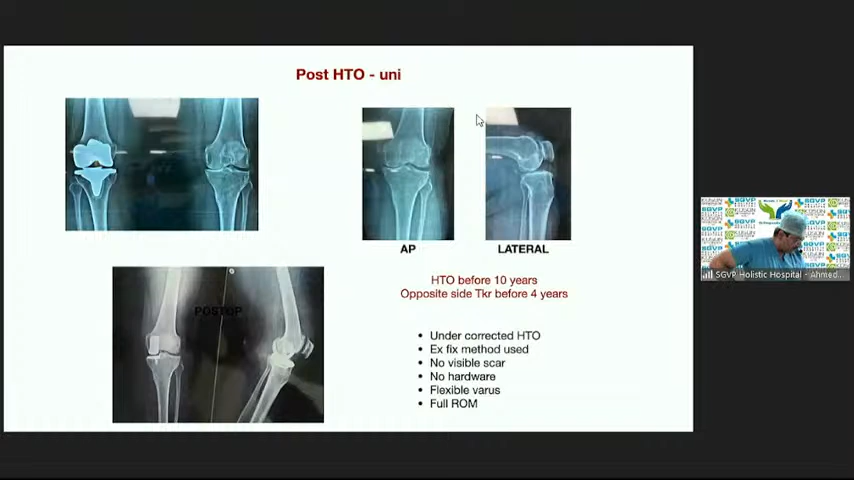 Post HTO - uni
AP
LATERAL
HTO before 10 years
Opposite side Tkr before 4 years
POSTOP
• Under corrected HTO
• Ex fix method used
• No visible scar
• No hardware
• Flexible varus
• Full ROM
SGVP
SGVP Holistic Hospital - Ahmed...